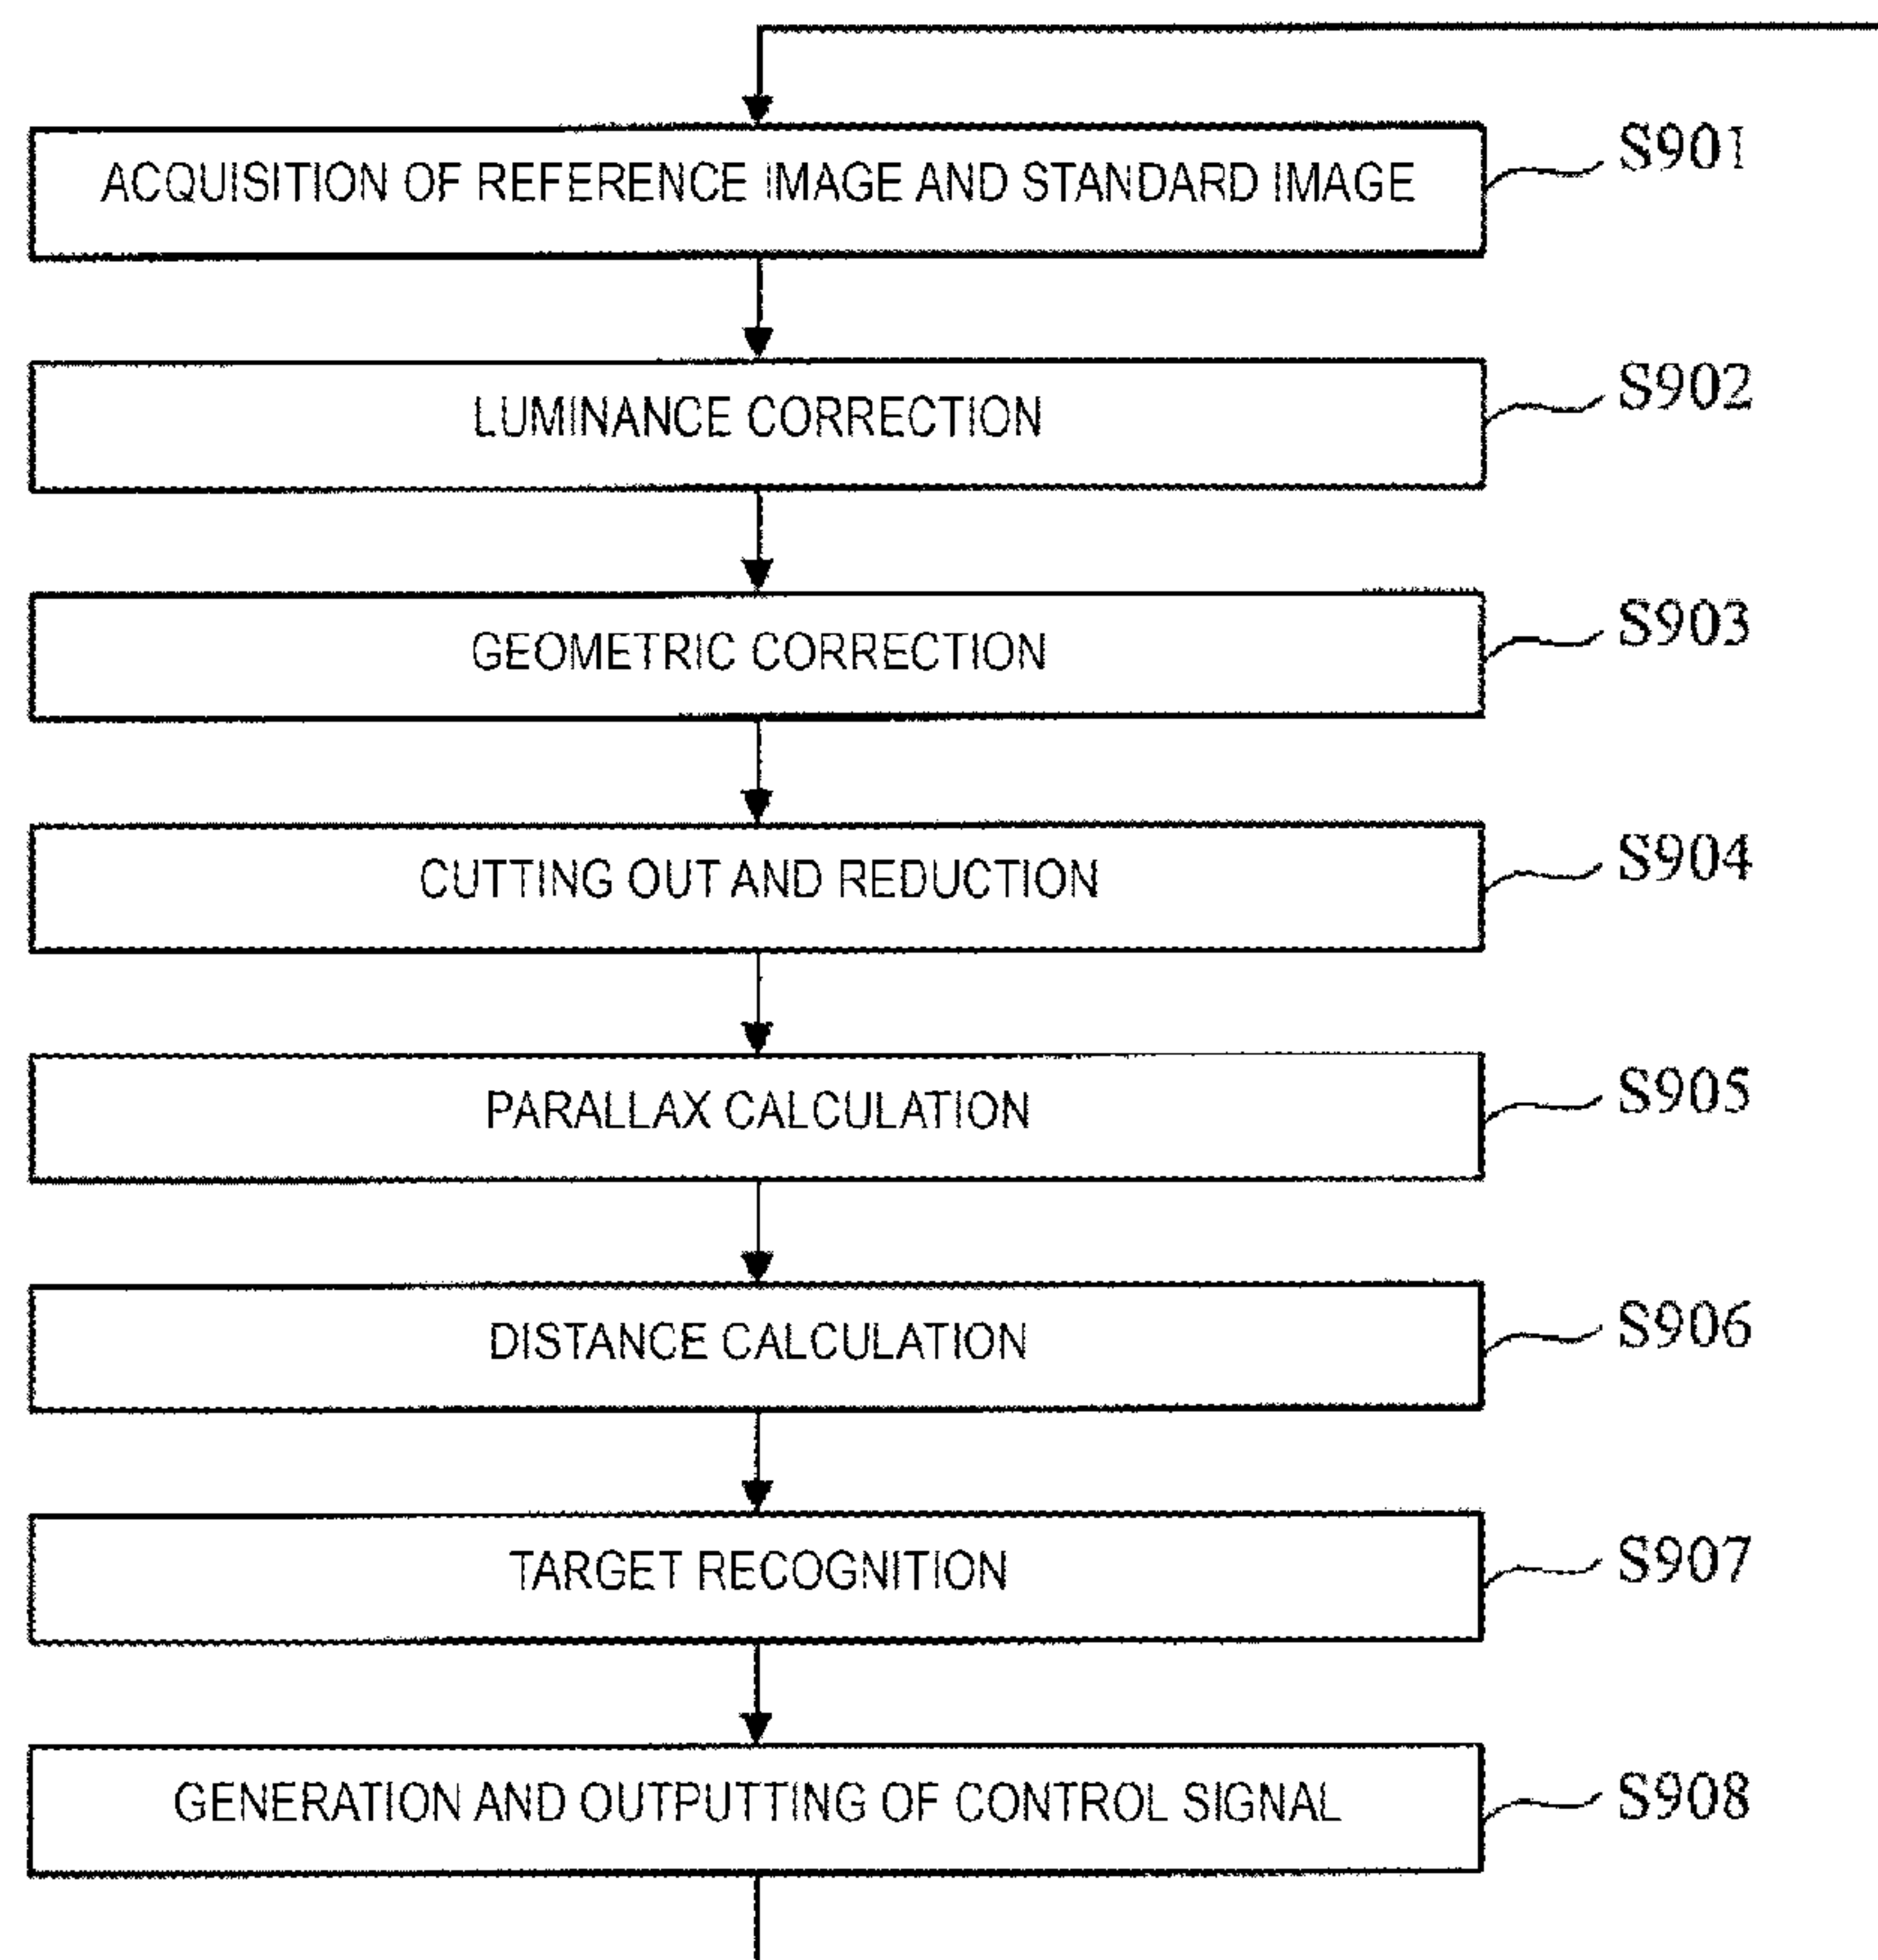 ACQUISITION OF REFERENCE IMAGE AND STANDARD IMAGE S901
LUMINANCE CORRECTION S902
GEOMETRIC CORRECTION S903
CUTTING OUT AND REDUCTION S904
PARALLAX CALCULATION S905
DISTANCE CALCULATION S906
TARGET RECOGNITION S907
GENERATION AND OUTPUTTING OF CONTROL SIGNAL S908